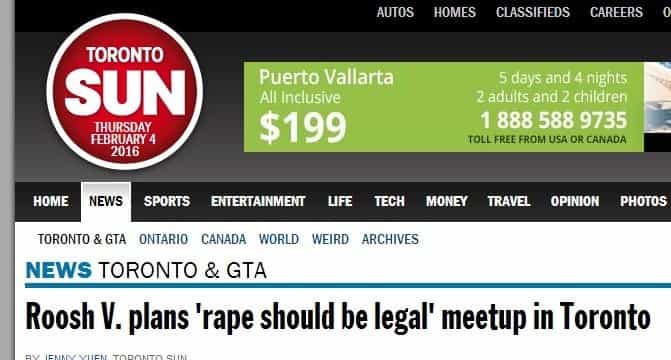 AUTOS HOMES CLASSIFIEDS CAREERS
TORONTO
SUN
THURSDAY
FEBRUARY 4
2016
Puerto Vallarta
All Inclusive
$199
5 days and 4 nights
2 adults and 2 children
1 888 588 9735
TOLL FREE FROM USA OR CANADA
HOME NEWS SPORTS ENTERTAINMENT LIFE TECH MONEY TRAVEL OPINION PHOTOS
TORONTO & GTA ONTARIO CANADA WORLD WEIRD ARCHIVES
NEWS TORONTO & GTA
Roosh V. plans 'rape should be legal' meetup in Toronto
BY JENNY YUEN, TORONTO SUN